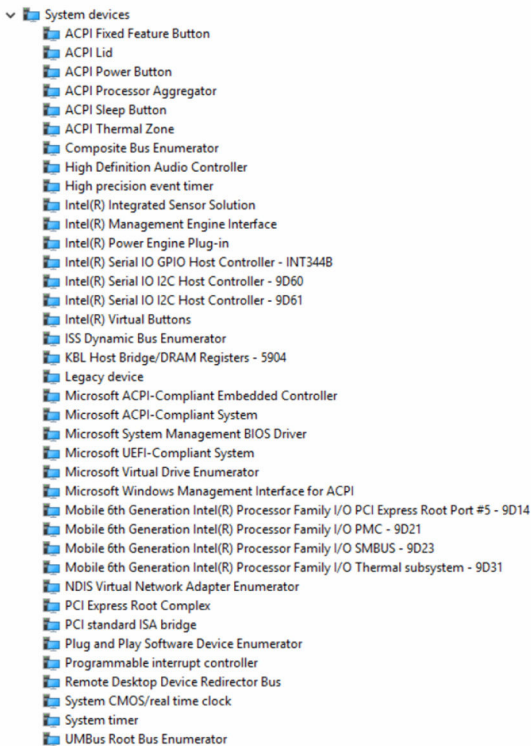 System devices
ACPI Fixed Feature Button
ACPI Lid
ACPI Power Button
ACPI Processor Aggregator
ACPI Sleep Button
ACPI Thermal Zone
Composite Bus Enumerator
High Definition Audio Controller
High precision event timer
Intel(R) Integrated Sensor Solution
Intel(R) Management Engine Interface
Intel(R) Power Engine Plug-in
Intel(R) Serial IO GPIO Host Controller - INT344B
Intel(R) Serial IO I2C Host Controller - 9D60
Intel(R) Serial IO I2C Host Controller - 9D61
Intel(R) Virtual Buttons
ISS Dynamic Bus Enumerator
KBL Host Bridge/DRAM Registers - 5904
Legacy device
Microsoft ACPI-Compliant Embedded Controller
Microsoft ACPI-Compliant System
Microsoft System Management BIOS Driver
Microsoft UEFI-Compliant System
Microsoft Virtual Drive Enumerator
Microsoft Windows Management Interface for ACPI
Mobile 6th Generation Intel(R) Processor Family I/O PCI Express Root Port #5 - 9D14
Mobile 6th Generation Intel(R) Processor Family I/O PMC - 9D21
Mobile 6th Generation Intel(R) Processor Family I/O SMBUS - 9D23
Mobile 6th Generation Intel(R) Processor Family I/O Thermal subsystem - 9D31
NDIS Virtual Network Adapter Enumerator
PCI Express Root Complex
PCI standard ISA bridge
Plug and Play Software Device Enumerator
Programmable interrupt controller
Remote Desktop Device Redirector Bus
System CMOS/real time clock
System timer
UMBus Root Bus Enumerator